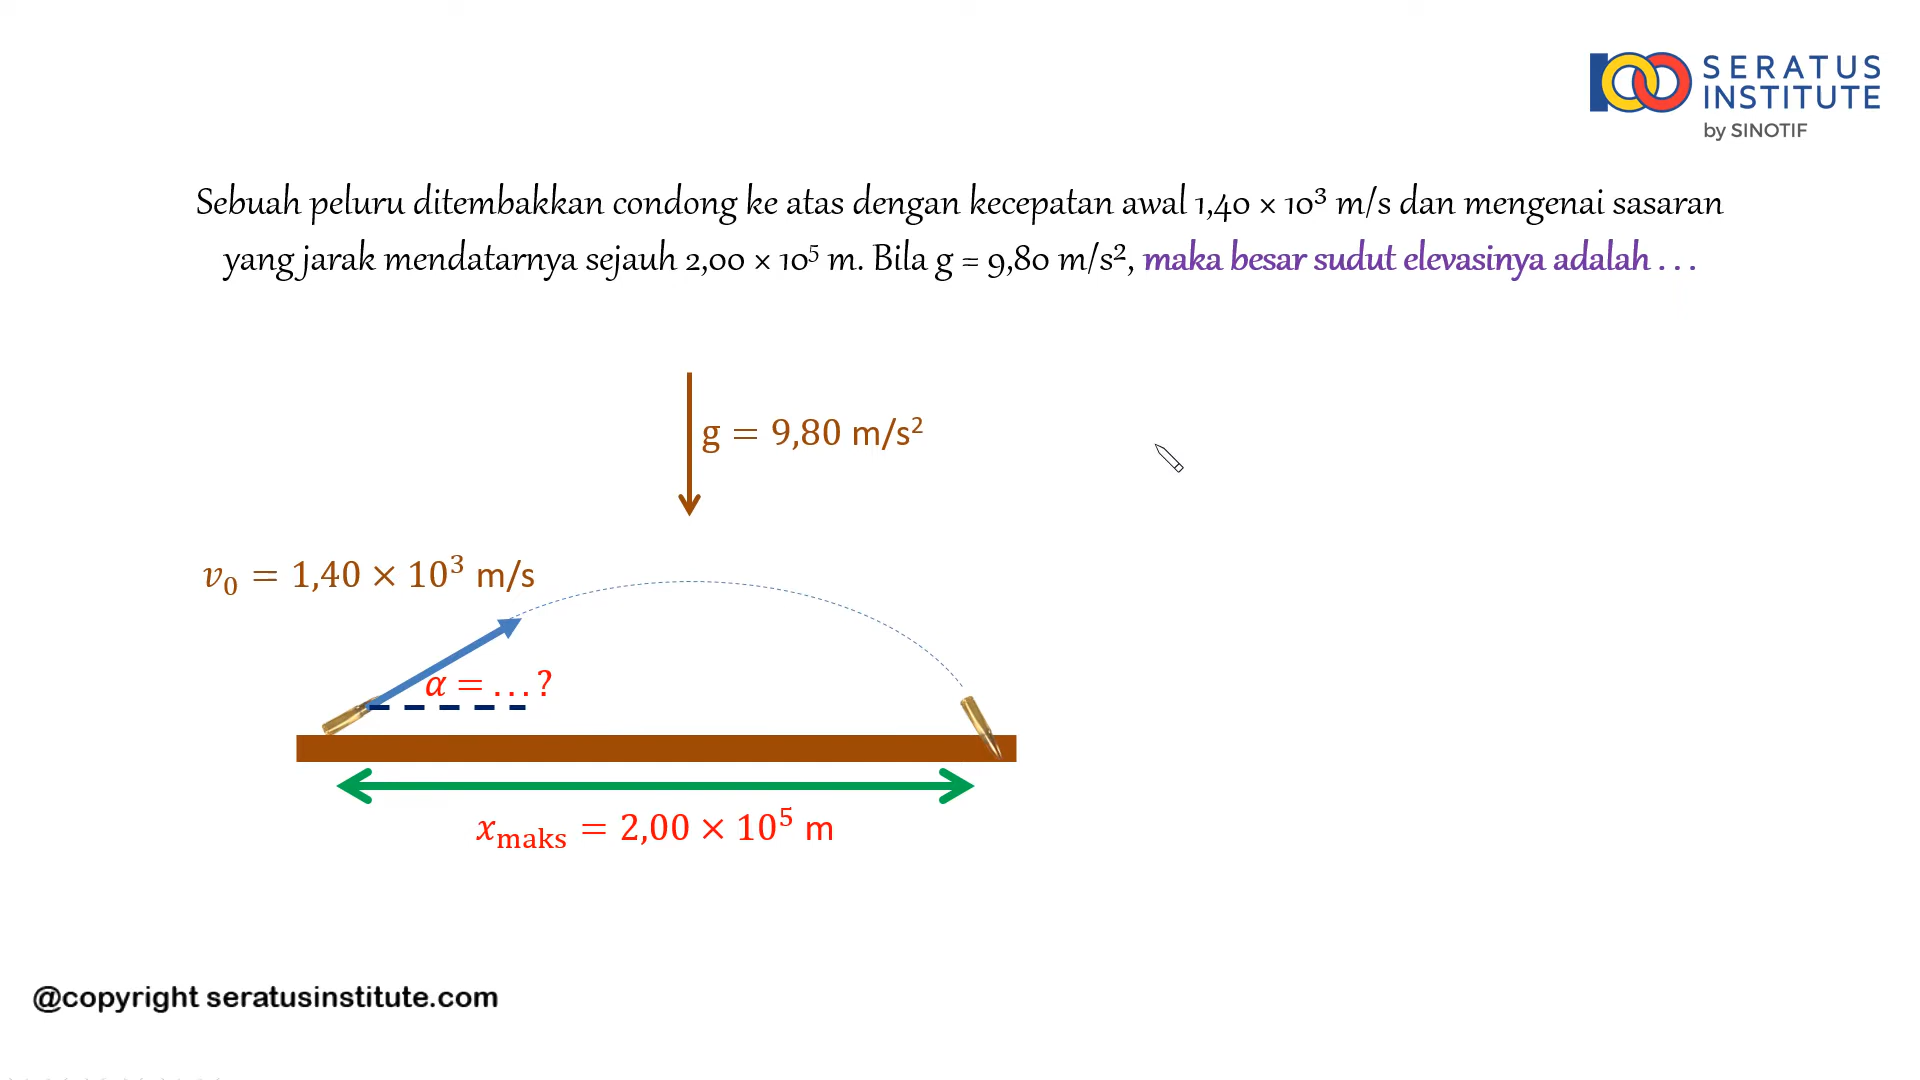 SERATUS
INSTITUTE
by SINOTIF
Sebuah peluru ditembakkan condong ke atas dengan kecepatan awal 1,40 × 10³ m/s dan mengenai sasaran
yang jarak mendatarnya sejauh 2,00 × 10⁵ m. Bila g = 9,80 m/s², maka besar sudut elevasinya adalah . . .
g = 9,80 m/s²
v₀ = 1,40 × 10³ m/s
α = …?
x maks = 2,00 × 10⁵ m
@copyright seratusinstitute.com